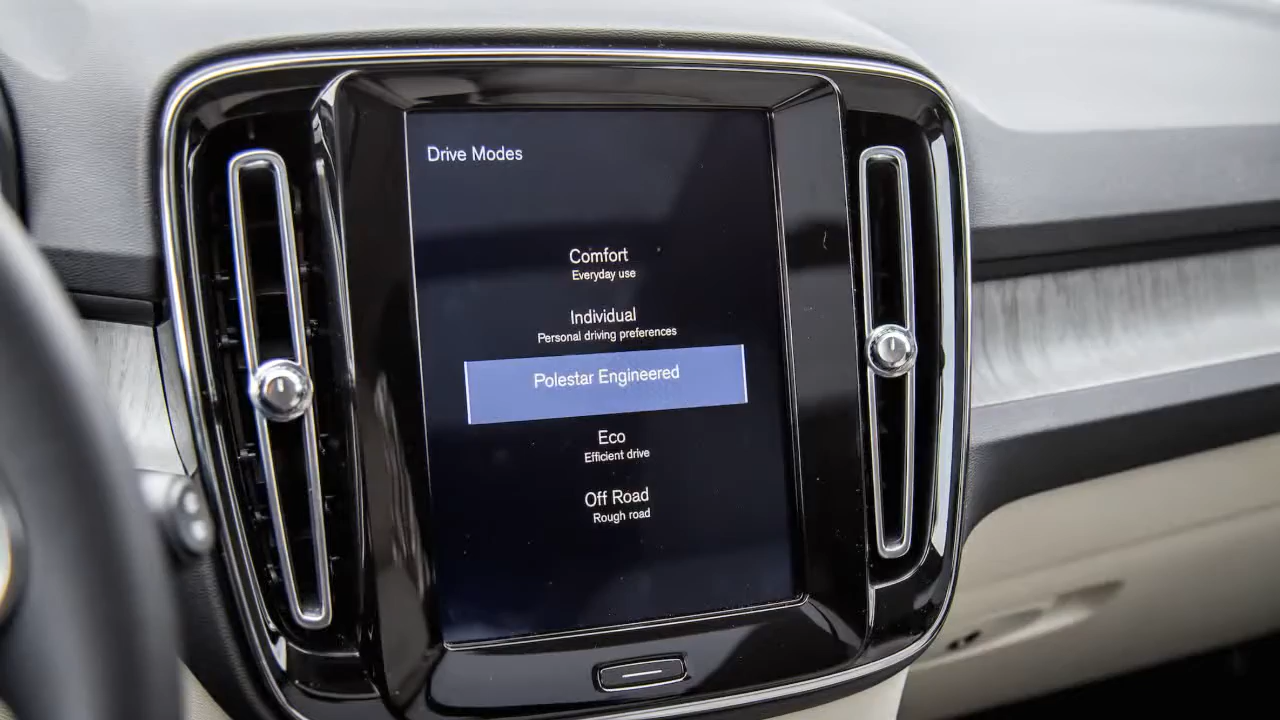 Drive Modes
Comfort
Everyday use
Individual
Personal driving preferences
Polestar Engineered
Eco
Efficient drive
Off Road
Rough road